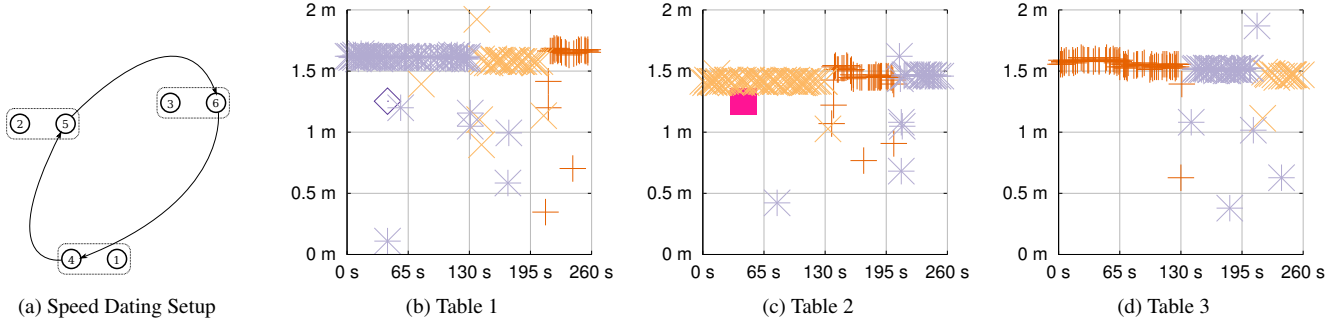 2
5
3
6
4
1
(a) Speed Dating Setup
2 m
1.5 m
1 m
0.5 m
0 m
0 s 65 s 130 s 195 s 260 s
(b) Table 1
2 m
1.5 m
1 m
0.5 m
0 m
0 s 65 s 130 s 195 s 260 s
(c) Table 2
2 m
1.5 m
1 m
0.5 m
0 m
0 s 65 s 130 s 195 s 260 s
(d) Table 3